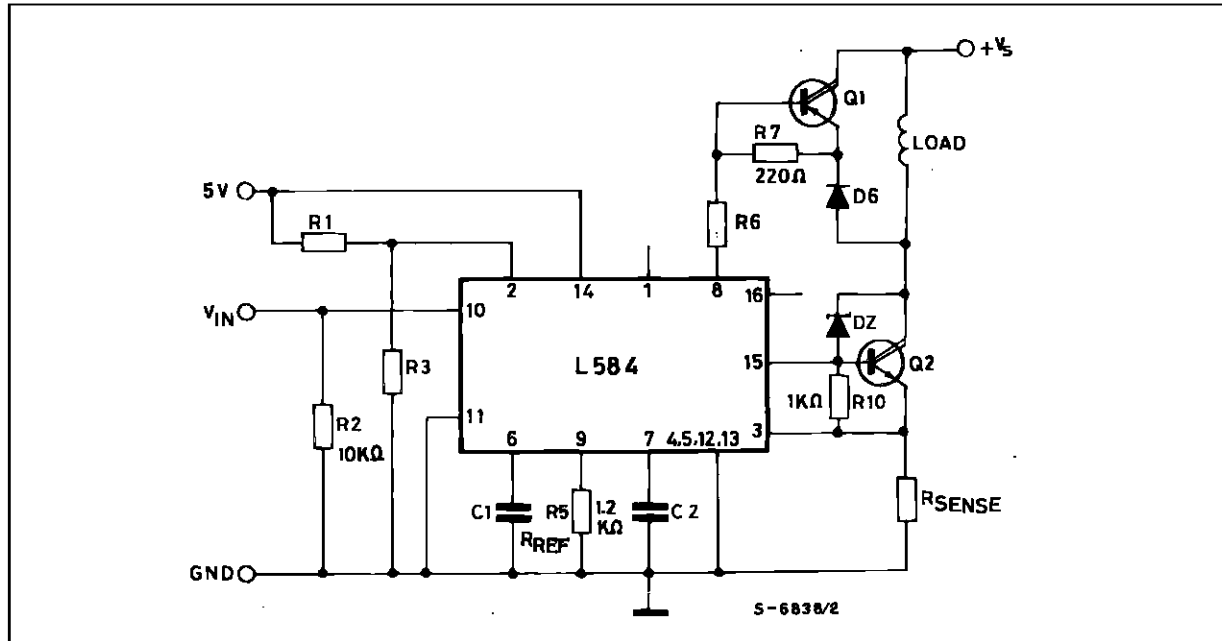 +Vs
Q1
R7
220Ω
LOAD
5V
D6
R1
R6
2
14
1
8
16
VIN
10
DZ
L584
15
Q2
R3
1KΩ
R10
11
3
R2
10KΩ
6
9
7
4,5,12,13
C1
R5
1.2
KΩ
C2
RSENSE
RREF
GND
S-6838/2